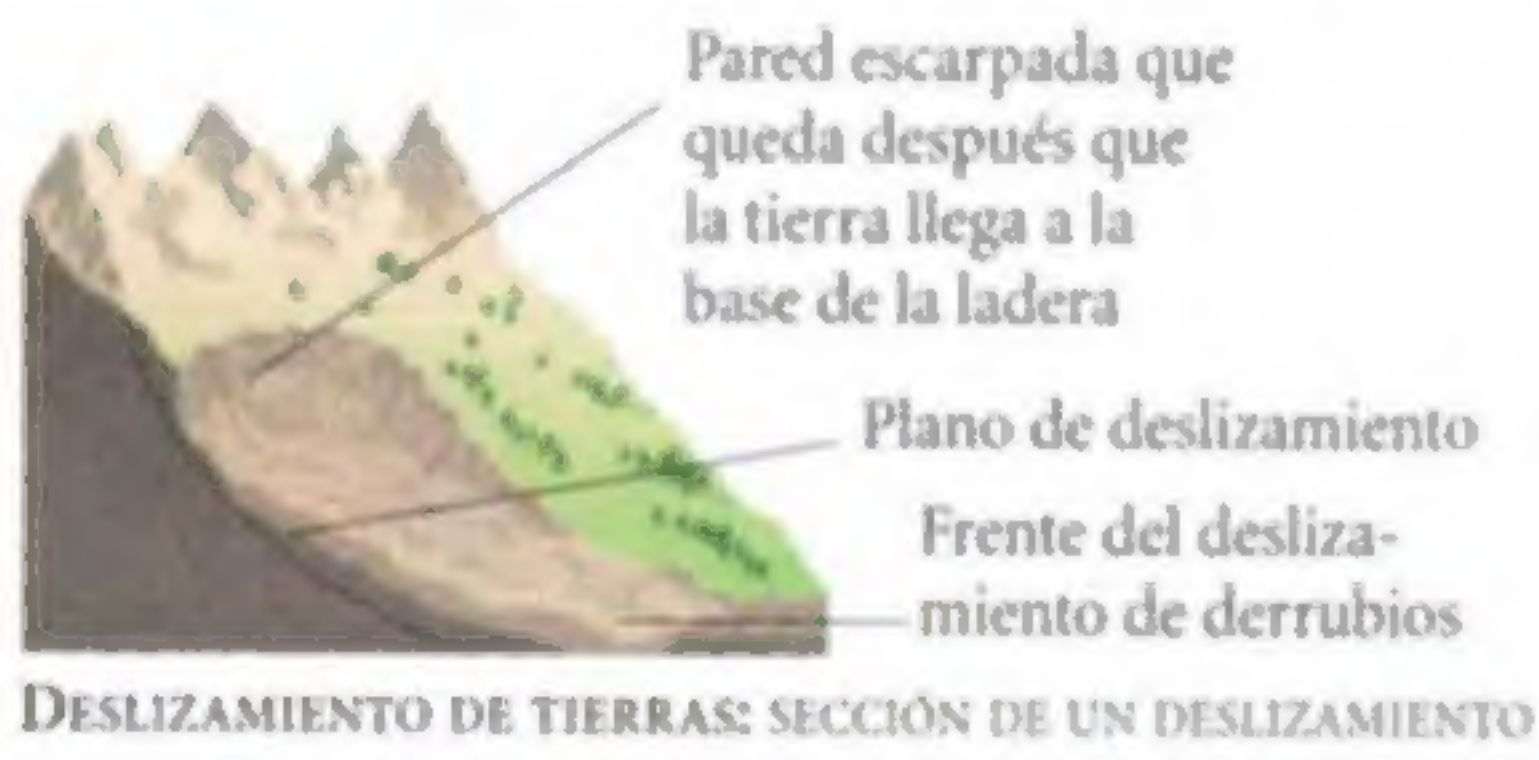 Pared escarpada que
queda después que
la tierra llega a la
base de la ladera
Plano de deslizamiento
Frente del desliza-
miento de derrubios
DESLIZAMIENTO DE TIERRAS: SECCIÓN DE UN DESLIZAMIENTO